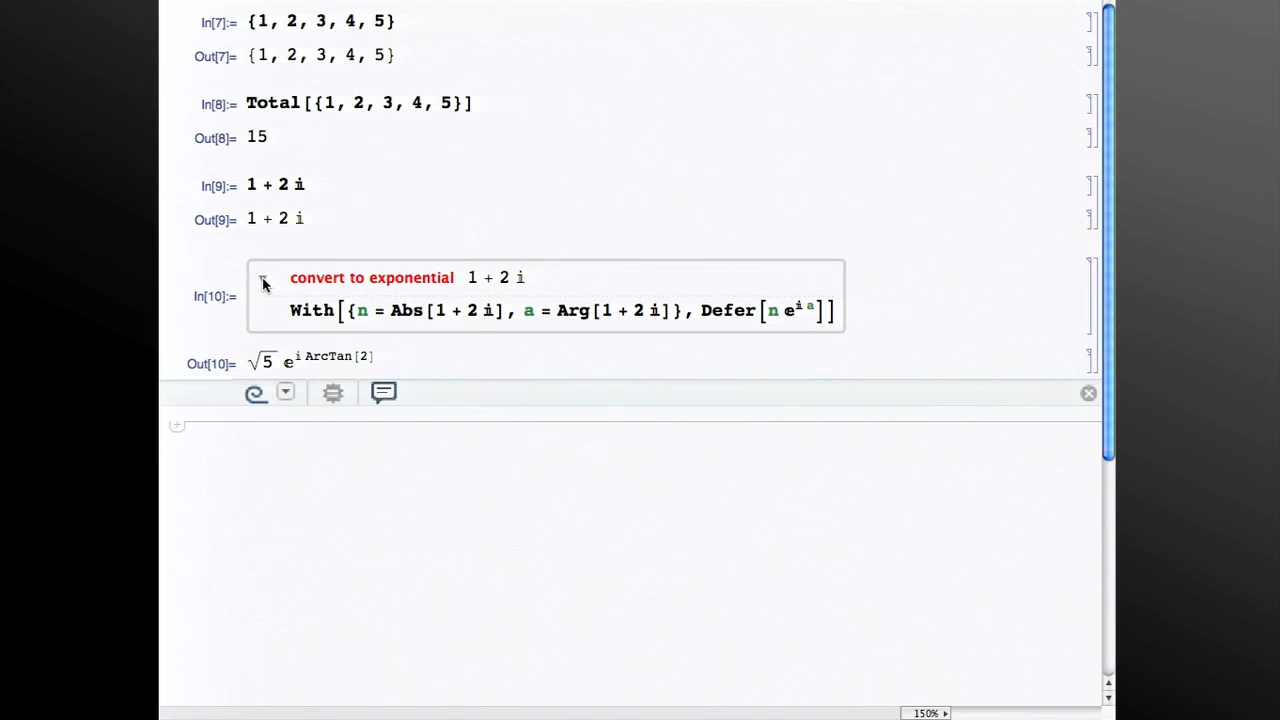 In[7]:= {1, 2, 3, 4, 5}
Out[7]= {1, 2, 3, 4, 5}
In[8]:= Total[{1, 2, 3, 4, 5}]
Out[8]= 15
In[9]:= 1 + 2 ⅈ
Out[9]= 1 + 2 ⅈ
convert to exponential 1 + 2 ⅈ
In[10]:= With[{n = Abs[1 + 2 ⅈ], a = Arg[1 + 2 ⅈ]}, Defer[n ⅇ^(ⅈ a)]]
Out[10]= √5 ⅇ^(ⅈ ArcTan[2])
150%